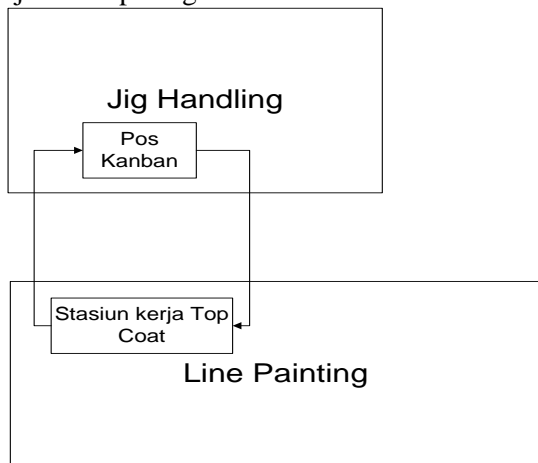 Jig Handling
Pos
Kanban
Stasiun kerja Top
Coat
Line Painting